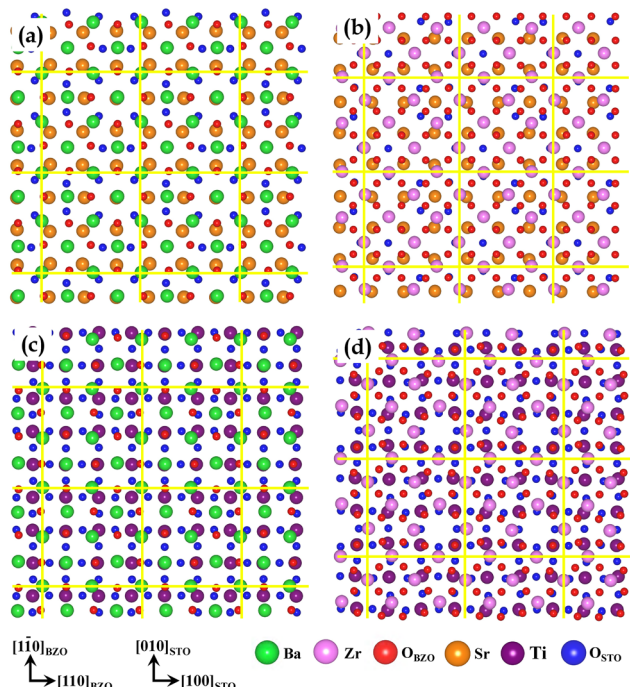 (a)
(b)
(c)
(d)
[11̄0]BZO
[110]BZO
[010]STO
[100]STO
Ba
Zr
OBZO
Sr
Ti
OSTO